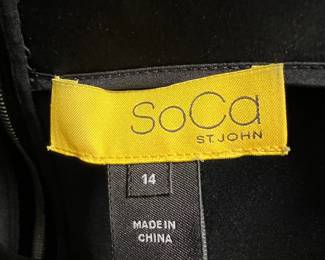 SoCa
ST. JOHN
14
MADE IN
CHINA